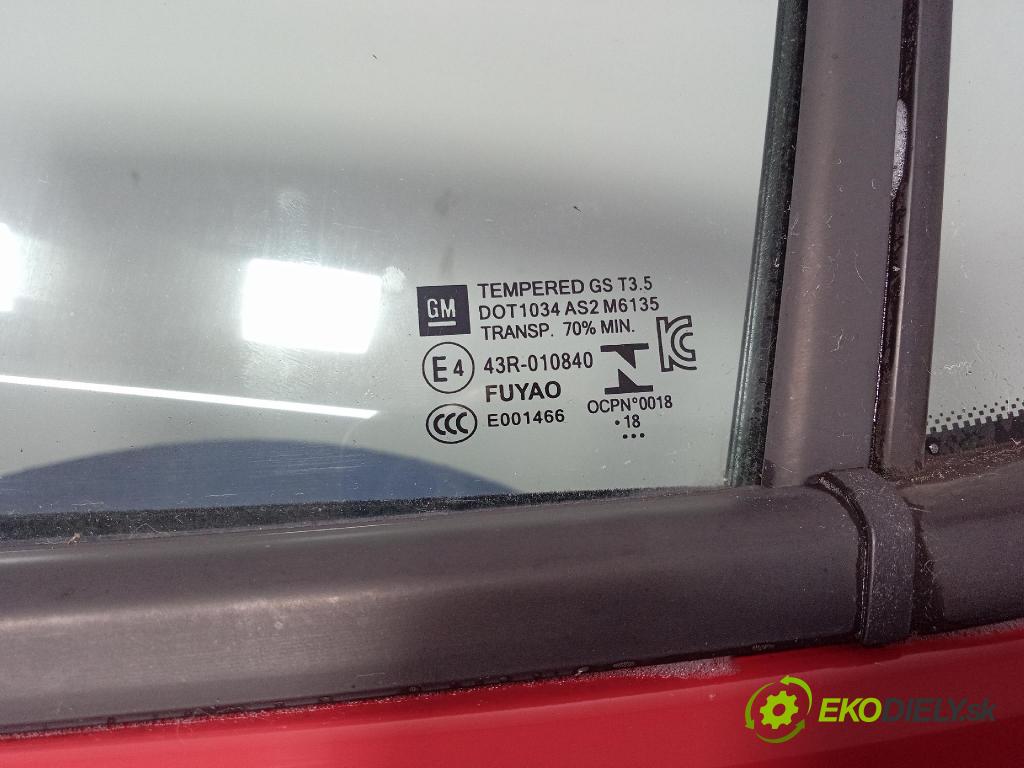 GM
TEMPERED GS T3.5
DOT1034 AS2 M6135
TRANSP. 70% MIN.
E4
43R-010840
FUYAO
CCC
E001466
KC
OCPN°0018
•18
•••
EKODIELY.sk